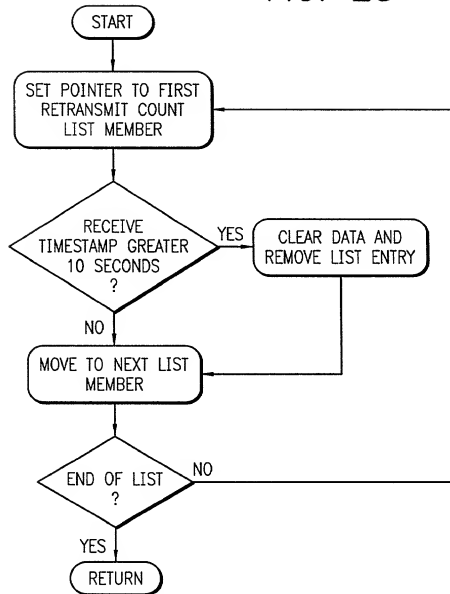 START
SET POINTER TO FIRST
RETRANSMIT COUNT
LIST MEMBER
RECEIVE
TIMESTAMP GREATER
10 SECONDS
?
YES
CLEAR DATA AND
REMOVE LIST ENTRY
NO
MOVE TO NEXT LIST
MEMBER
END OF LIST
?
NO
YES
RETURN